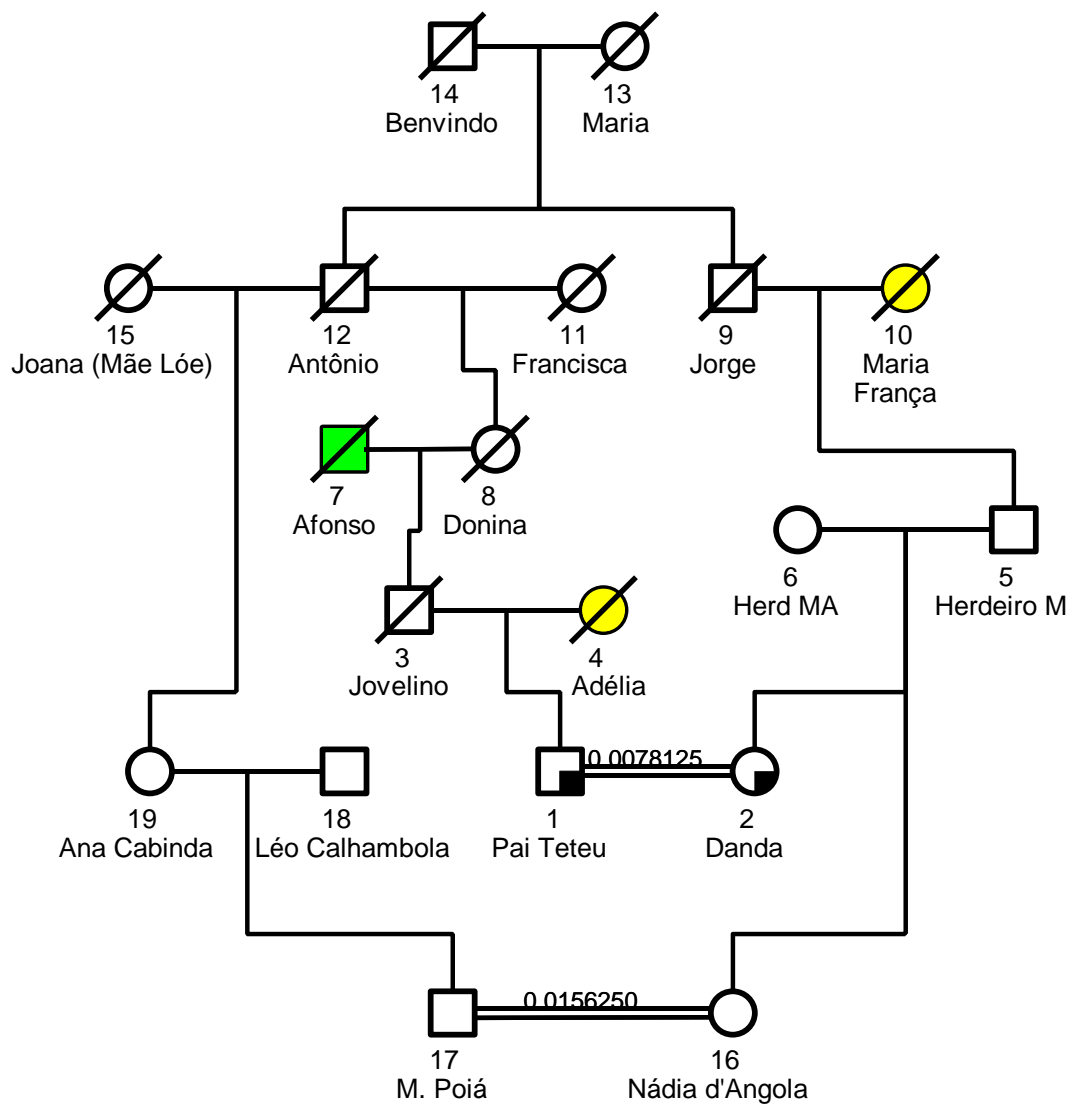 14
Benvindo
13
Maria
15
Joana (Mãe Lóe)
12
Antônio
11
Francisca
9
Jorge
10
Maria
França
7
Afonso
8
Donina
6
Herd MA
5
Herdeiro M
3
Jovelino
4
Adélia
0.0078125
19
Ana Cabinda
18
Léo Calhambola
1
Pai Teteu
2
Danda
0.0156250
17
M. Poiá
16
Nádia d'Angola